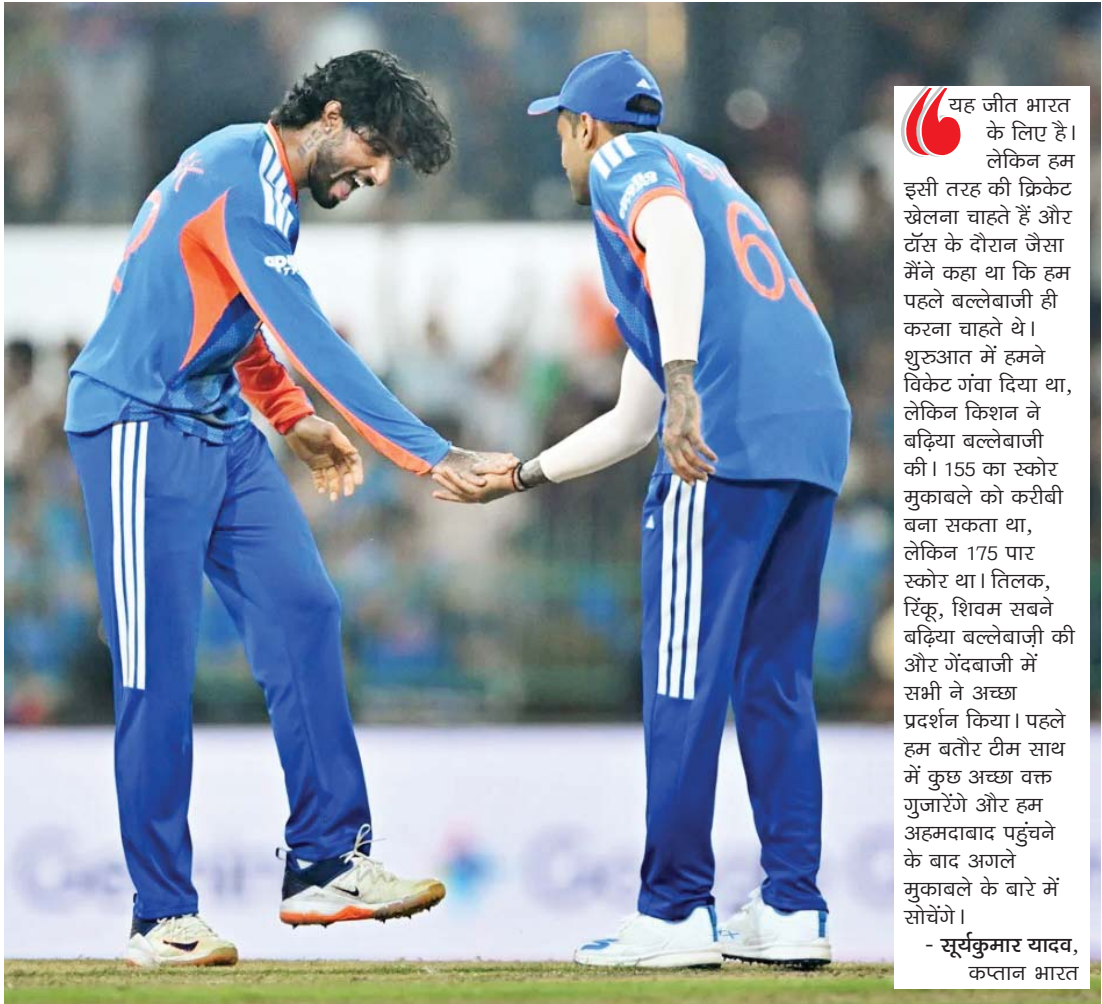 यह जीत भारत
के लिए है।
लेकिन हम
इसी तरह की क्रिकेट
खेलना चाहते हैं और
टॉस के दौरान जैसा
मैंने कहा था कि हम
पहले बल्लेबाजी ही
करना चाहते थे।
शुरुआत में हमने
विकेट गंवा दिया था,
लेकिन किशन ने
बढ़िया बल्लेबाजी
की। 155 का स्कोर
मुकाबले को करीबी
बना सकता था,
लेकिन 175 पार
स्कोर था। तिलक,
रिंकू, शिवम सबने
बढ़िया बल्लेबाज़ी की
और गेंदबाजी में
सभी ने अच्छा
प्रदर्शन किया। पहले
हम बतौर टीम साथ
में कुछ अच्छा वक्त
गुजारेंगे और हम
अहमदाबाद पहुंचने
के बाद अगले
मुकाबले के बारे में
सोचेंगे।
- सूर्यकुमार यादव,
कप्तान भारत